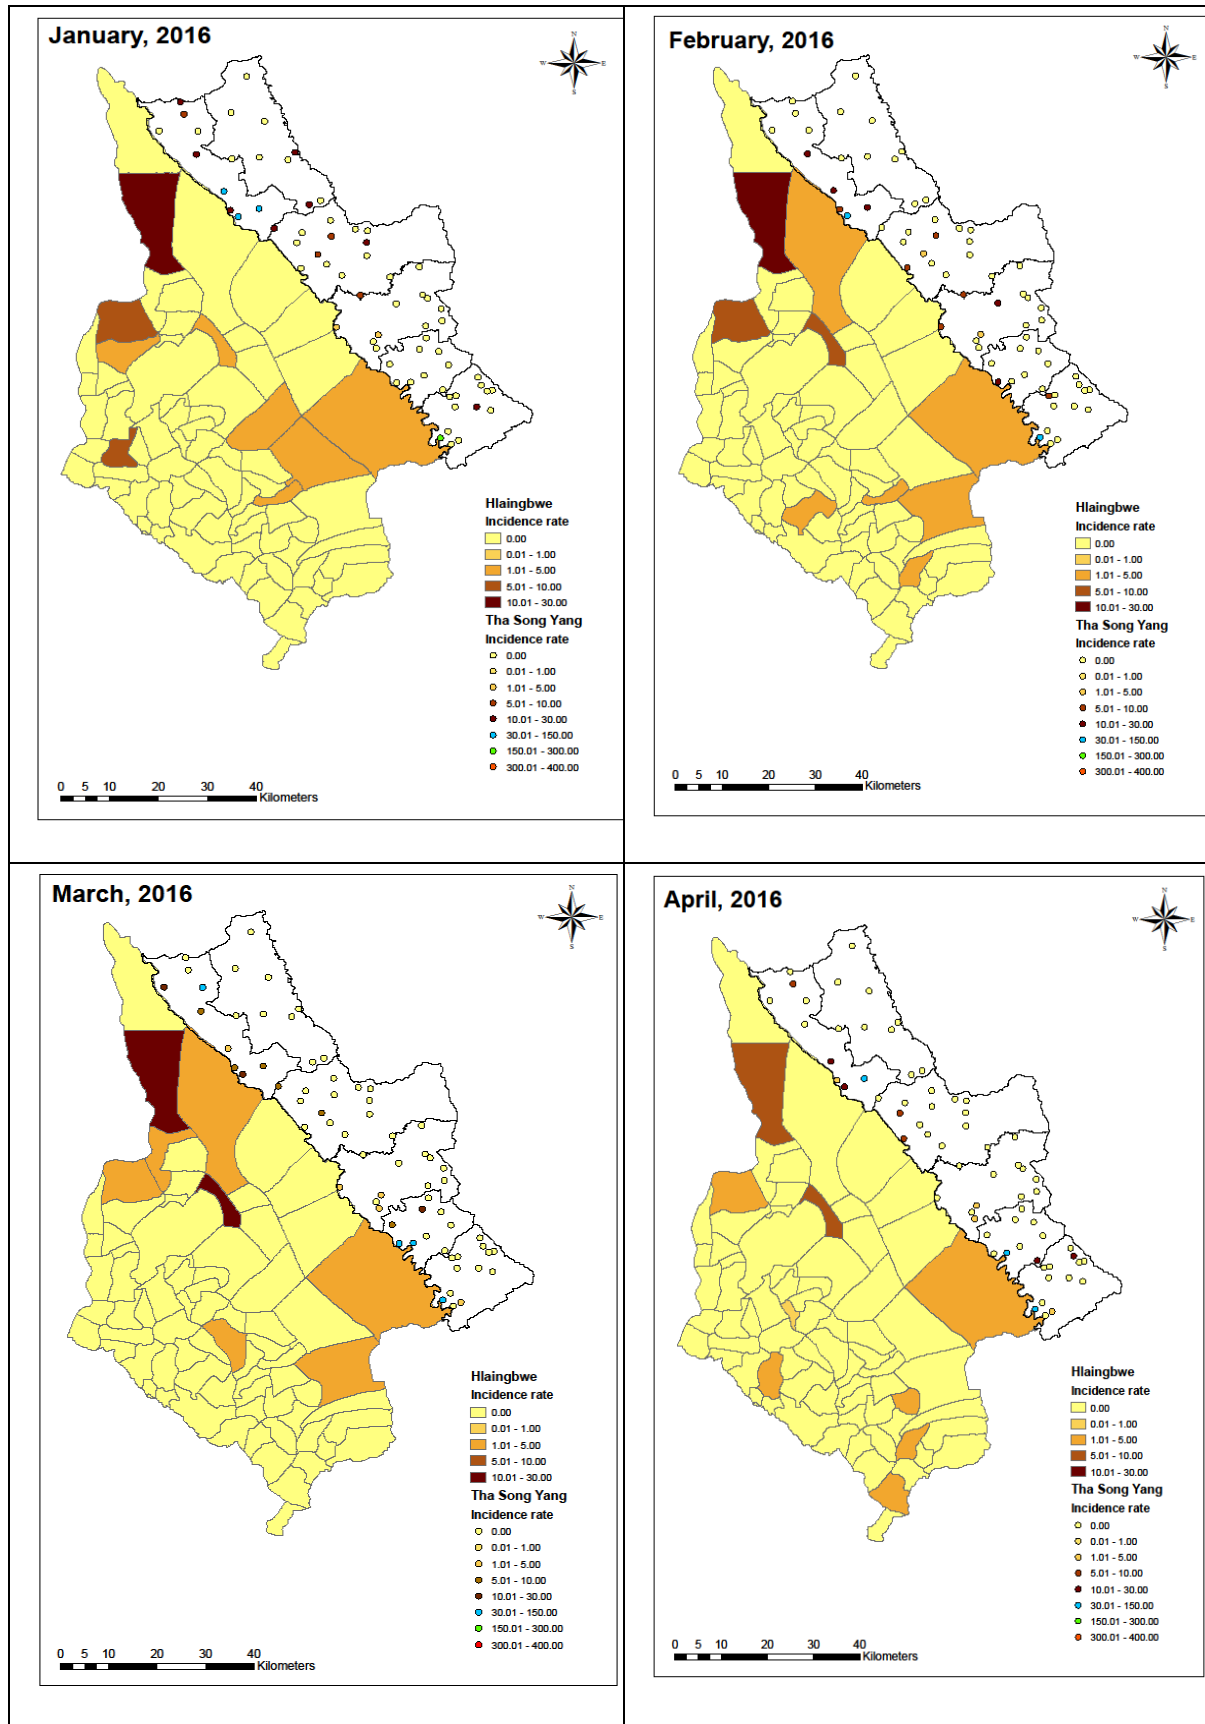 January, 2016
N
W
E
S
Hlaingbwe
Incidence rate
0.00
0.01 - 1.00
1.01 - 5.00
5.01 - 10.00
10.01 - 30.00
Tha Song Yang
Incidence rate
0.00
0.01 - 1.00
1.01 - 5.00
5.01 - 10.00
10.01 - 30.00
30.01 - 150.00
150.01 - 300.00
300.01 - 400.00
0 5 10 20 30 40
Kilometers
February, 2016
N
W
E
S
Hlaingbwe
Incidence rate
0.00
0.01 - 1.00
1.01 - 5.00
5.01 - 10.00
10.01 - 30.00
Tha Song Yang
Incidence rate
0.00
0.01 - 1.00
1.01 - 5.00
5.01 - 10.00
10.01 - 30.00
30.01 - 150.00
150.01 - 300.00
300.01 - 400.00
0 5 10 20 30 40
Kilometers
March, 2016
N
W
E
S
Hlaingbwe
Incidence rate
0.00
0.01 - 1.00
1.01 - 5.00
5.01 - 10.00
10.01 - 30.00
Tha Song Yang
Incidence rate
0.00
0.01 - 1.00
1.01 - 5.00
5.01 - 10.00
10.01 - 30.00
30.01 - 150.00
150.01 - 300.00
300.01 - 400.00
0 5 10 20 30 40
Kilometers
April, 2016
N
W
E
S
Hlaingbwe
Incidence rate
0.00
0.01 - 1.00
1.01 - 5.00
5.01 - 10.00
10.01 - 30.00
Tha Song Yang
Incidence rate
0.00
0.01 - 1.00
1.01 - 5.00
5.01 - 10.00
10.01 - 30.00
30.01 - 150.00
150.01 - 300.00
300.01 - 400.00
0 5 10 20 30 40
Kilometers